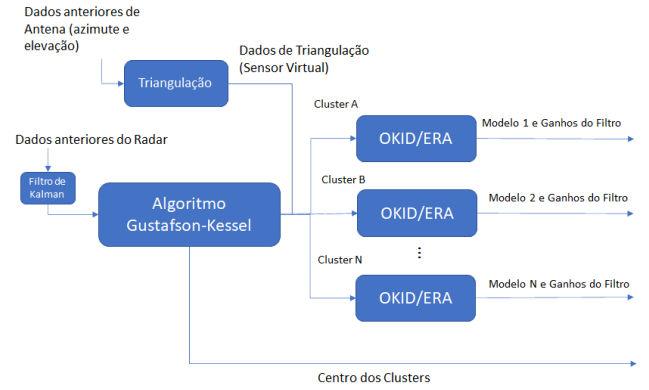 Dados anteriores de
Antena (azimute e
elevação)
Triangulação
Dados de Triangulação
(Sensor Virtual)
Dados anteriores do Radar
Filtro de
Kalman
Algoritmo
Gustafson-Kessel
Cluster A
OKID/ERA
Modelo 1 e Ganhos do Filtro
Cluster B
OKID/ERA
Modelo 2 e Ganhos do Filtro
...
Cluster N
OKID/ERA
Modelo N e Ganhos do Filtro
Centro dos Clusters